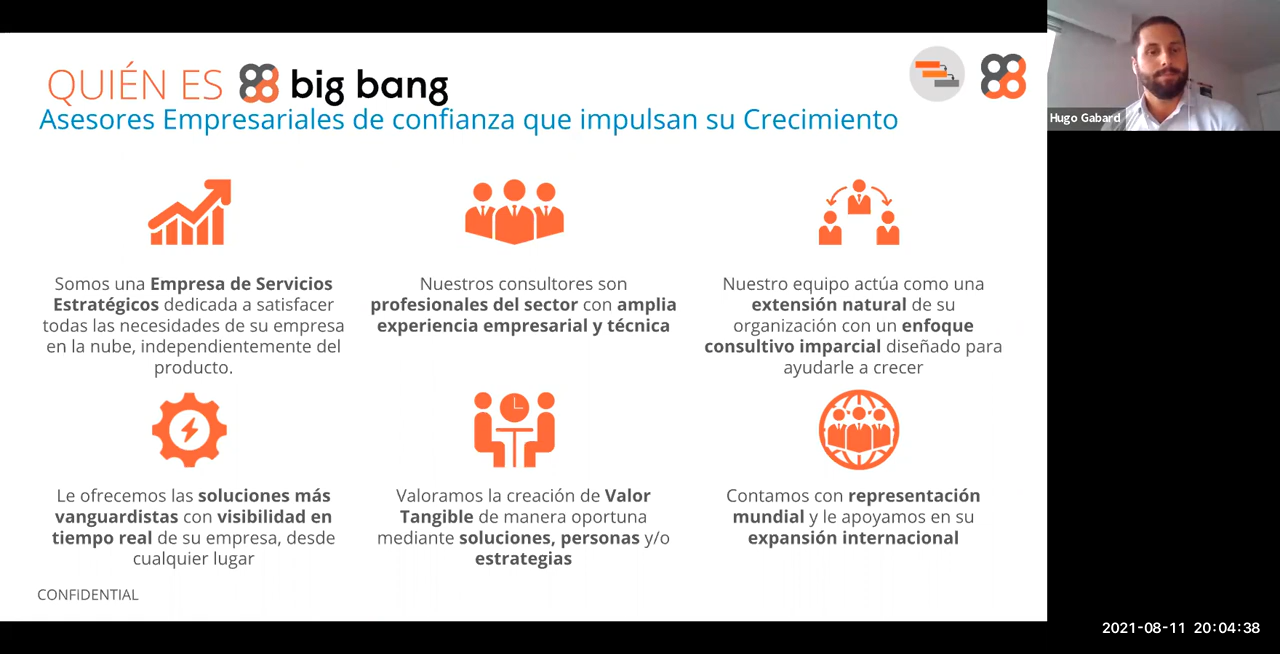 QUIÉN ES 88 big bang
Asesores Empresariales de confianza que impulsan su Crecimiento
Hugo Gabard
Somos una Empresa de Servicios
Estratégicos dedicada a satisfacer
todas las necesidades de su empresa
en la nube, independientemente del
producto.
Nuestros consultores son
profesionales del sector con amplia
experiencia empresarial y técnica
Nuestro equipo actúa como una
extensión natural de su
organización con un enfoque
consultivo imparcial diseñado para
ayudarle a crecer
Le ofrecemos las soluciones más
vanguardistas con visibilidad en
tiempo real de su empresa, desde
cualquier lugar
Valoramos la creación de Valor
Tangible de manera oportuna
mediante soluciones, personas y/o
estrategias
Contamos con representación
mundial y le apoyamos en su
expansión internacional
CONFIDENTIAL
2021-08-11 20:04:38